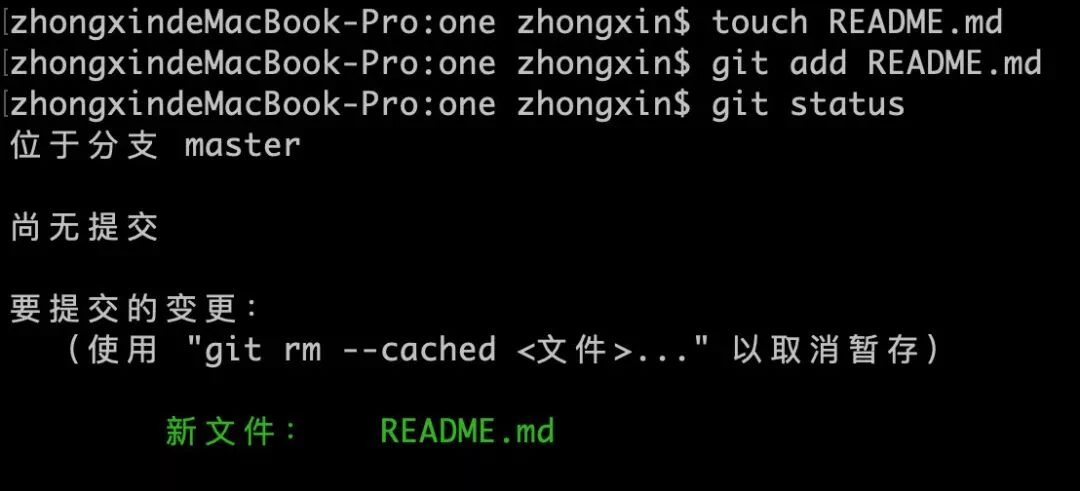 [zhongxindeMacBook-Pro:one zhongxin$ touch README.md
[zhongxindeMacBook-Pro:one zhongxin$ git add README.md
[zhongxindeMacBook-Pro:one zhongxin$ git status
位于分支 master
尚无提交
要提交的变更：
（使用 "git rm --cached <文件>..." 以取消暂存）
新文件： README.md